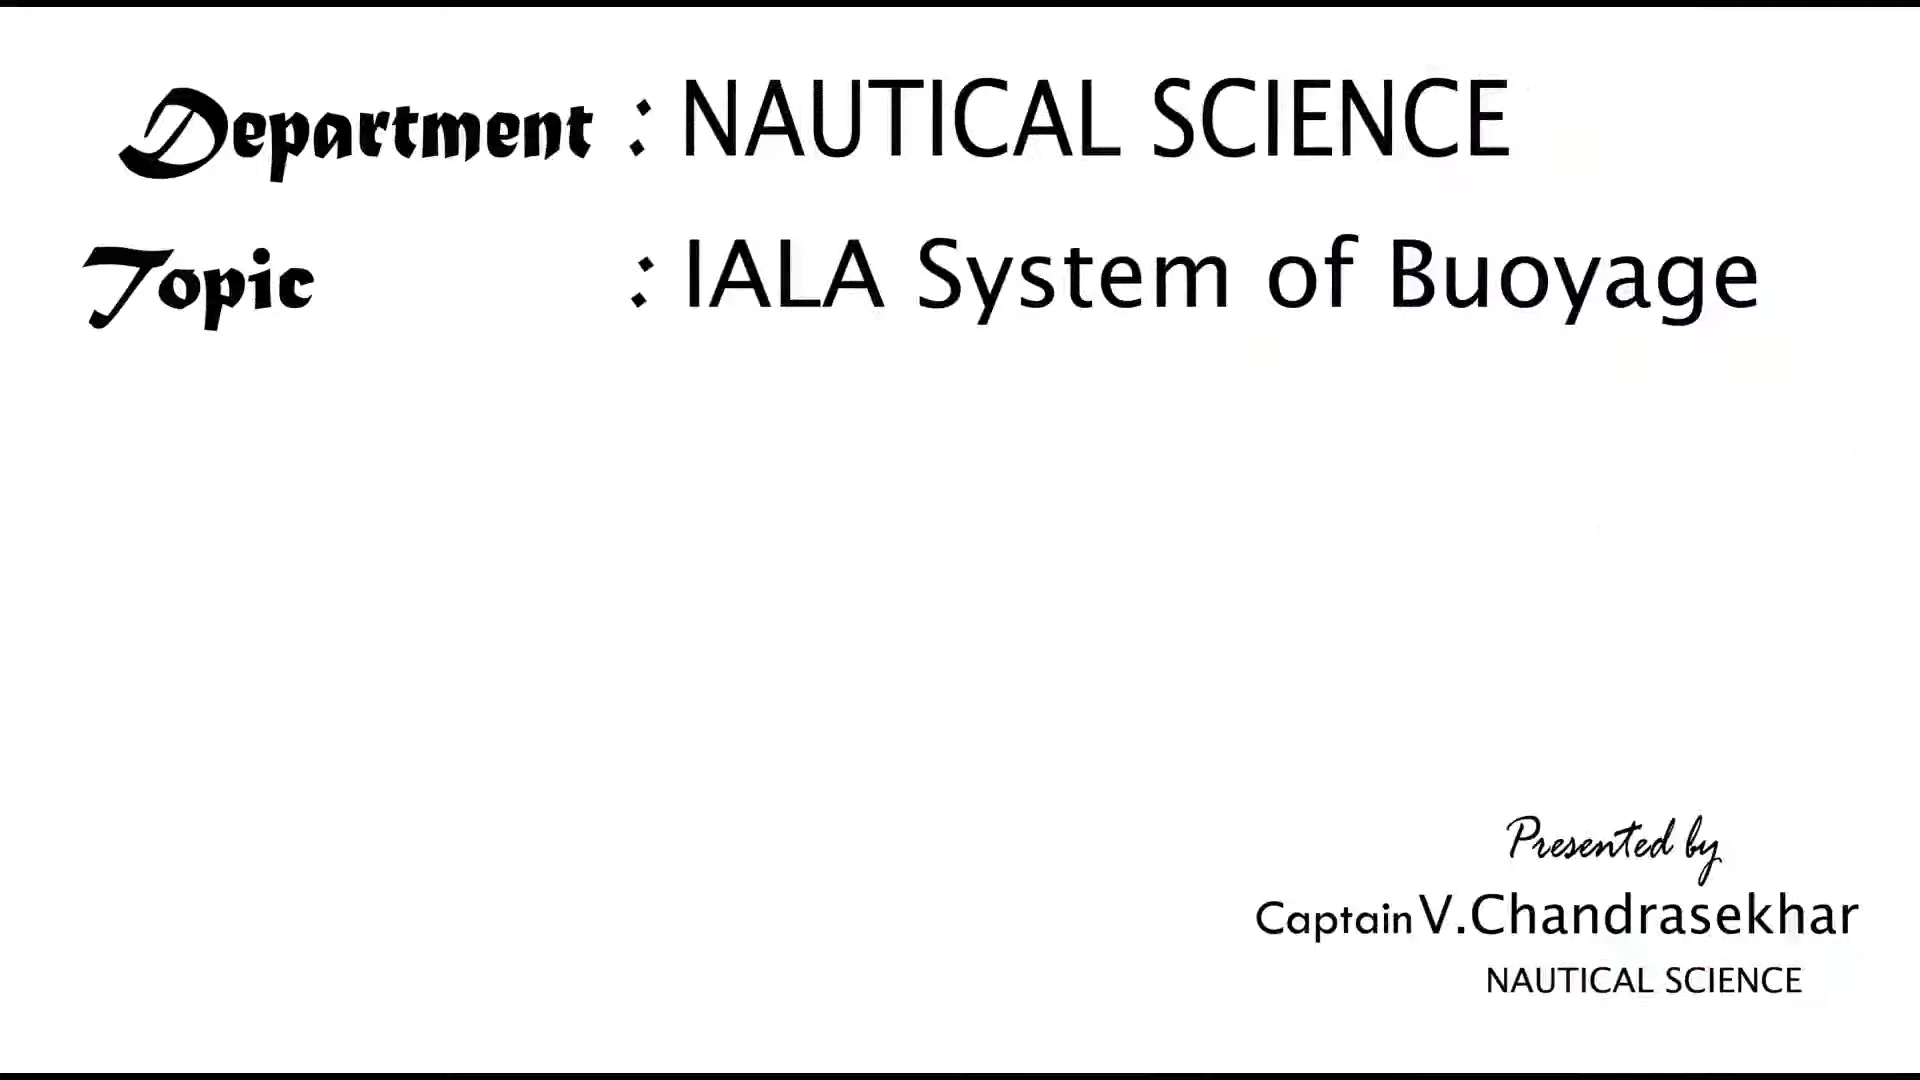 Department : NAUTICAL SCIENCE
Topic : IALA System of Buoyage
Presented by
Captain V.Chandrasekhar
NAUTICAL SCIENCE